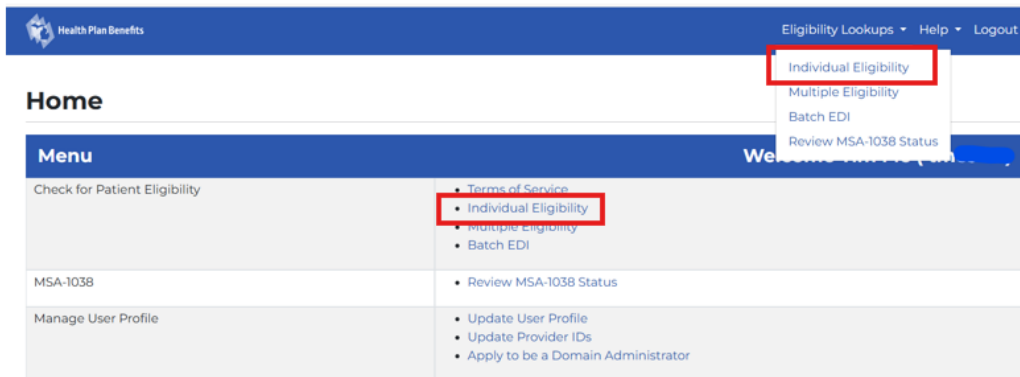 Health Plan Benefits
Eligibility Lookups Help Logout
Individual Eligibility
Multiple Eligibility
Batch EDI
Review MSA-1038 Status
Home
Menu
Check for Patient Eligibility
Terms of Service
Individual Eligibility
Multiple Eligibility
Batch EDI
MSA-1038
Review MSA-1038 Status
Manage User Profile
Update User Profile
Update Provider IDs
Apply to be a Domain Administrator